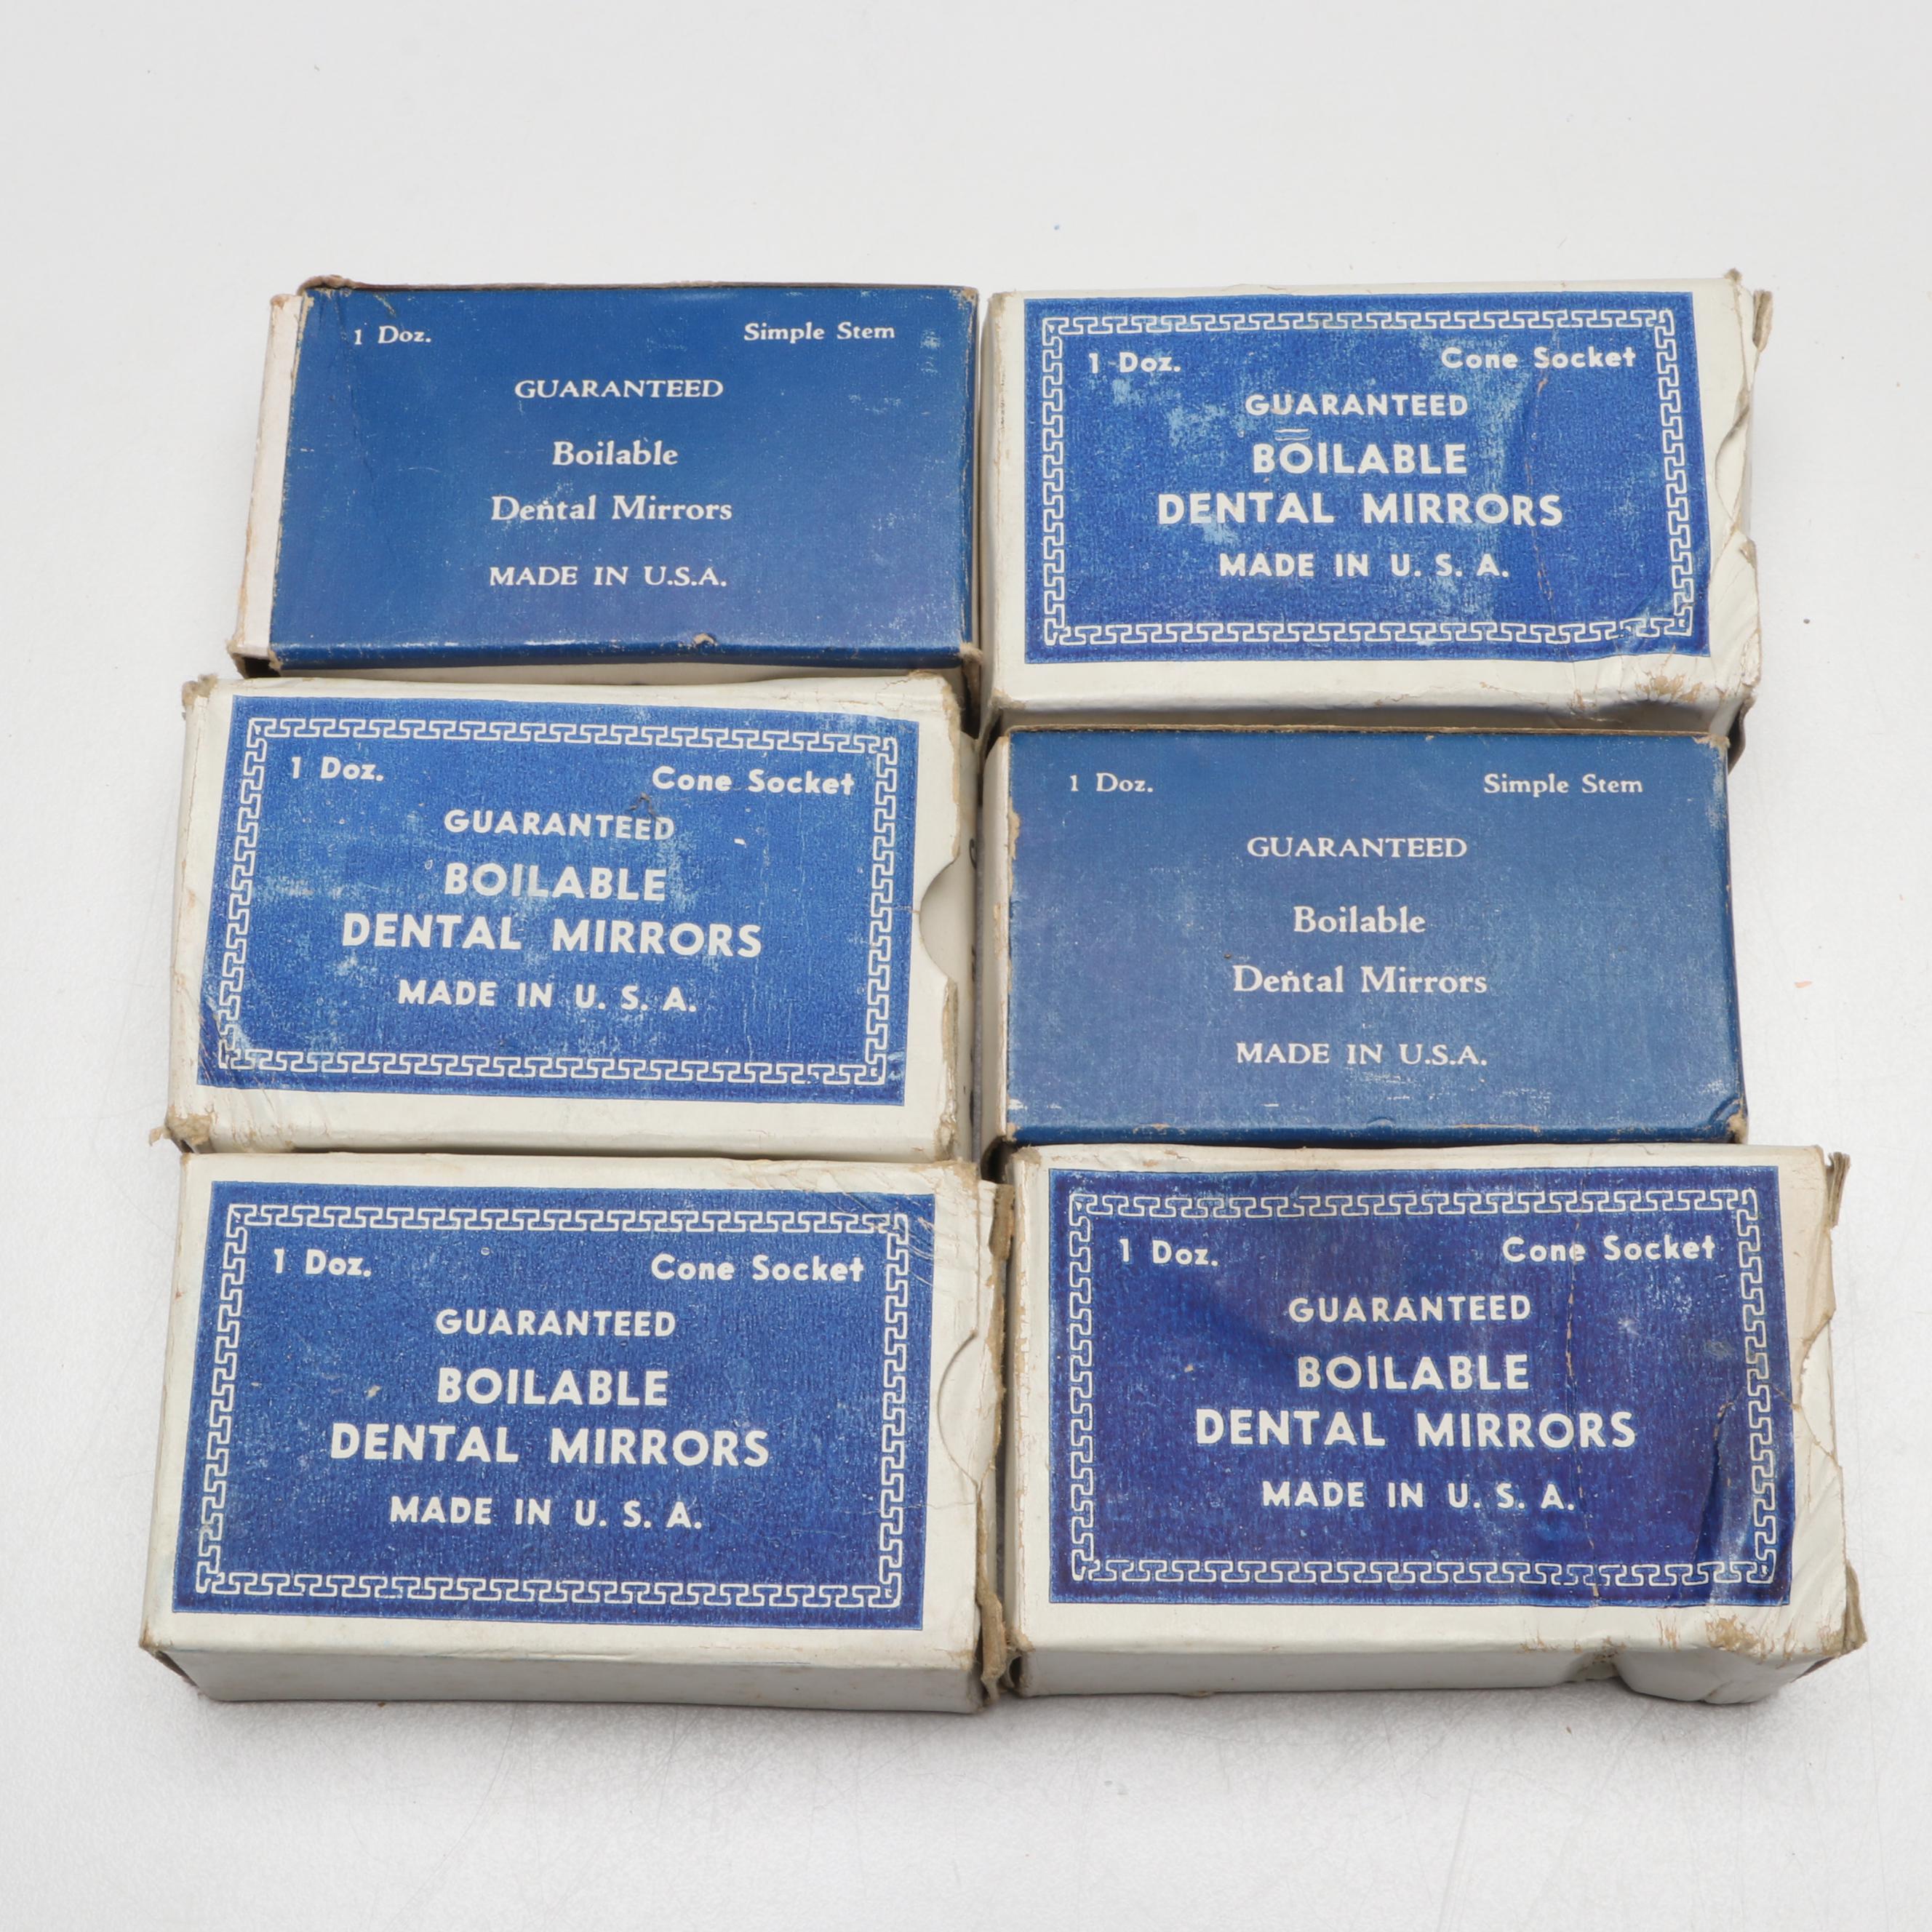 1 Doz. Simple Stem
GUARANTEED
Boilable
Dental Mirrors
MADE IN U.S.A.
1 Doz. Cone Socket
GUARANTEED
BOILABLE
DENTAL MIRRORS
MADE IN U. S. A.
1 Doz. Cone Socket
GUARANTEED
BOILABLE
DENTAL MIRRORS
MADE IN U. S. A.
1 Doz. Simple Stem
GUARANTEED
Boilable
Dental Mirrors
MADE IN U.S.A.
1 Doz. Cone Socket
GUARANTEED
BOILABLE
DENTAL MIRRORS
MADE IN U. S. A.
1 Doz. Cone Socket
GUARANTEED
BOILABLE
DENTAL MIRRORS
MADE IN U. S. A.